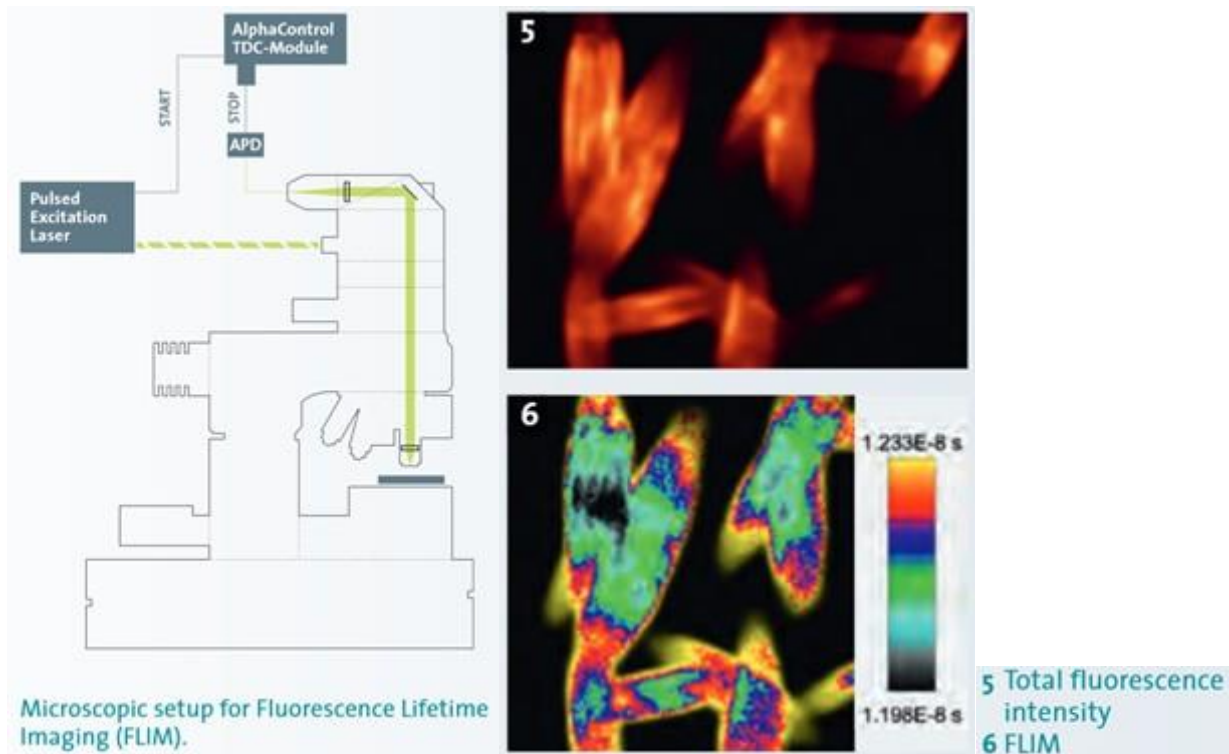 AlphaControl
TDC-Module
START
STOP
APD
Pulsed
Excitation
Laser
Microscopic setup for Fluorescence Lifetime
Imaging (FLIM).
5
6
1.233E-8 s
1.198E-8 s
5 Total fluorescence
intensity
6 FLIM